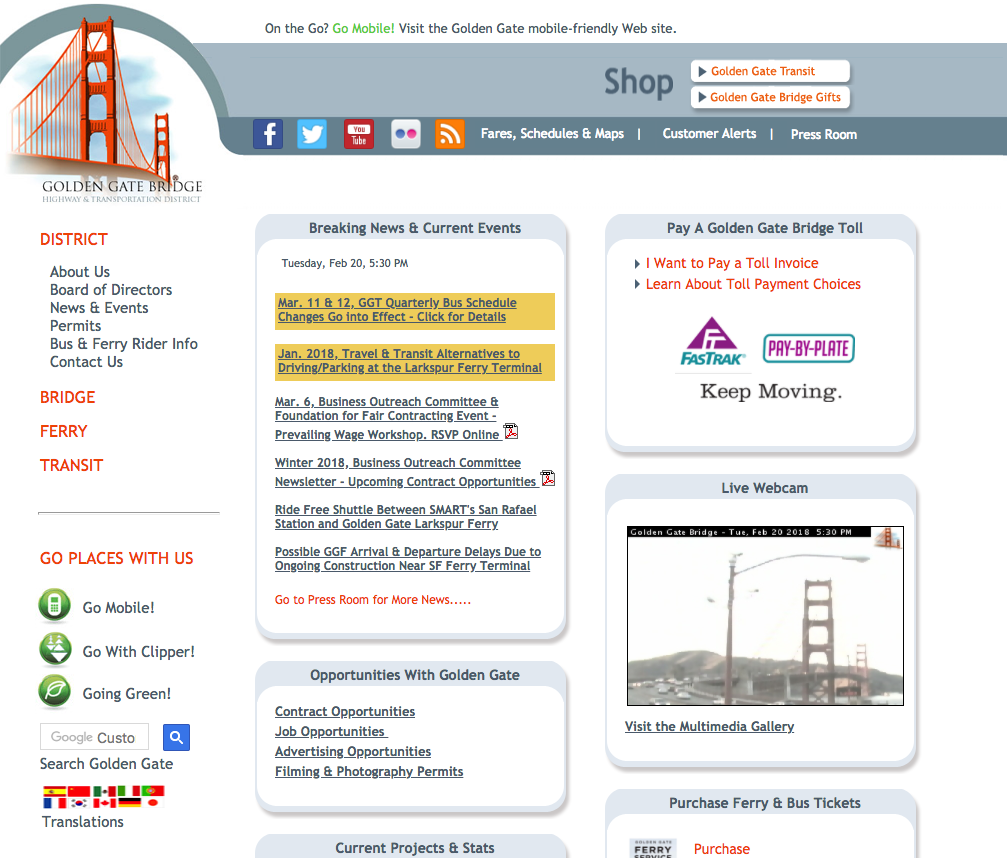 On the Go? Go Mobile! Visit the Golden Gate mobile-friendly Web site.
Shop
Golden Gate Transit
Golden Gate Bridge Gifts
You
Tube
Fares, Schedules & Maps | Customer Alerts | Press Room
GOLDEN GATE BRIDGE
HIGHWAY & TRANSPORTATION DISTRICT
DISTRICT
About Us
Board of Directors
News & Events
Permits
Bus & Ferry Rider Info
Contact Us
BRIDGE
FERRY
TRANSIT
GO PLACES WITH US
Go Mobile!
Go With Clipper!
Going Green!
Google Custo
Search Golden Gate
Translations
Breaking News & Current Events
Tuesday, Feb 20, 5:30 PM
Mar. 11 & 12, GGT Quarterly Bus Schedule
Changes Go into Effect - Click for Details
Jan. 2018, Travel & Transit Alternatives to
Driving/Parking at the Larkspur Ferry Terminal
Mar. 6, Business Outreach Committee &
Foundation for Fair Contracting Event -
Prevailing Wage Workshop. RSVP Online
Winter 2018, Business Outreach Committee
Newsletter - Upcoming Contract Opportunities
Ride Free Shuttle Between SMART's San Rafael
Station and Golden Gate Larkspur Ferry
Possible GGF Arrival & Departure Delays Due to
Ongoing Construction Near SF Ferry Terminal
Go to Press Room for More News.....
Opportunities With Golden Gate
Contract Opportunities
Job Opportunities
Advertising Opportunities
Filming & Photography Permits
Current Projects & Stats
Pay A Golden Gate Bridge Toll
I Want to Pay a Toll Invoice
Learn About Toll Payment Choices
FASTRAK
PAY-BY-PLATE
Keep Moving.
Live Webcam
Golden Gate Bridge - Tue, Feb 20 2018 5:30 PM
Visit the Multimedia Gallery
Purchase Ferry & Bus Tickets
GOLDEN GATE
FERRY
SERVICE
Purchase